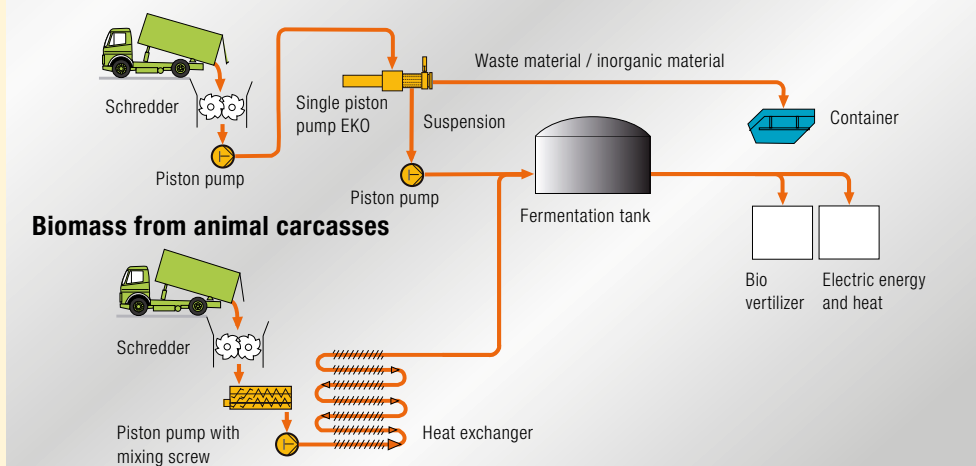 Waste material / inorganic material
Schredder
Single piston
pump EKO
Suspension
Container
Piston pump
Piston pump
Fermentation tank
Biomass from animal carcasses
Bio
vertilizer
Electric energy
and heat
Schredder
Piston pump with
mixing screw
Heat exchanger